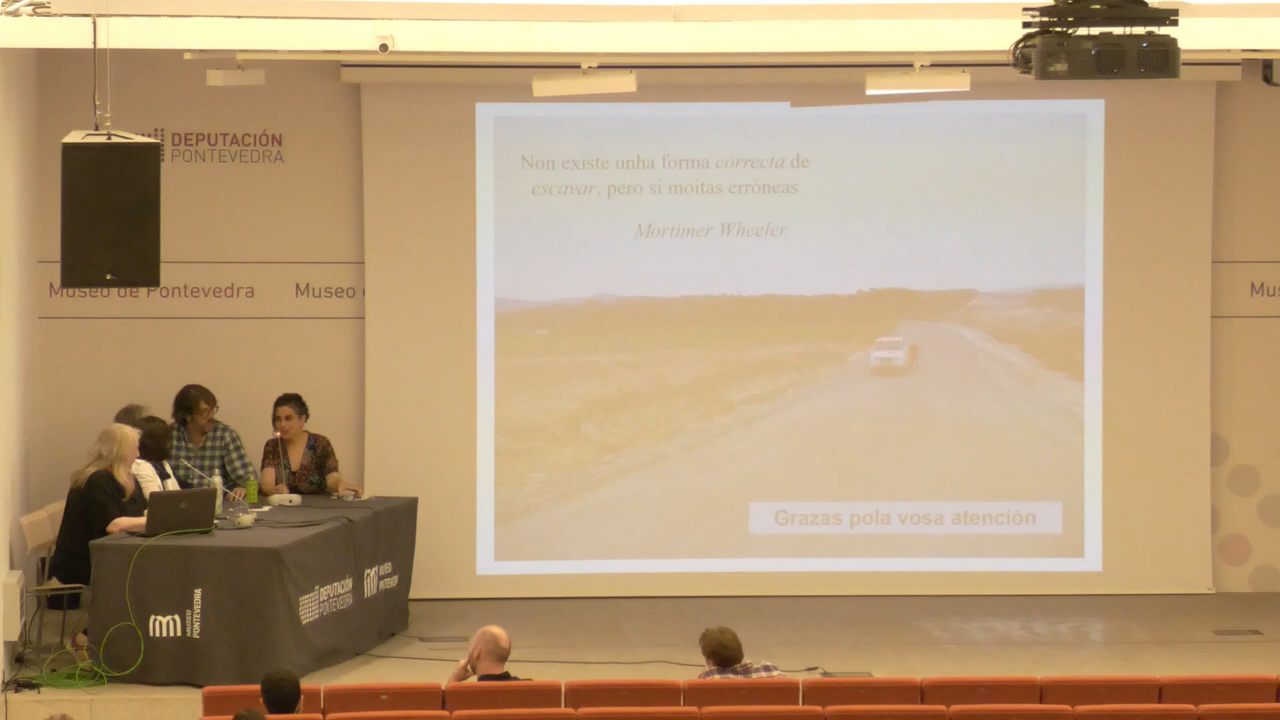 DEPUTACIÓN
PONTEVEDRA
Museo de Pontevedra
Museo
Mus
Non existe unha forma correcta de
escavar, pero si moitas erróneas
Mortimer Wheeler
Grazas pola vosa atención
MUSEO
PONTEVEDRA
DEPUTACIÓN
PONTEVEDRA
MUSEO